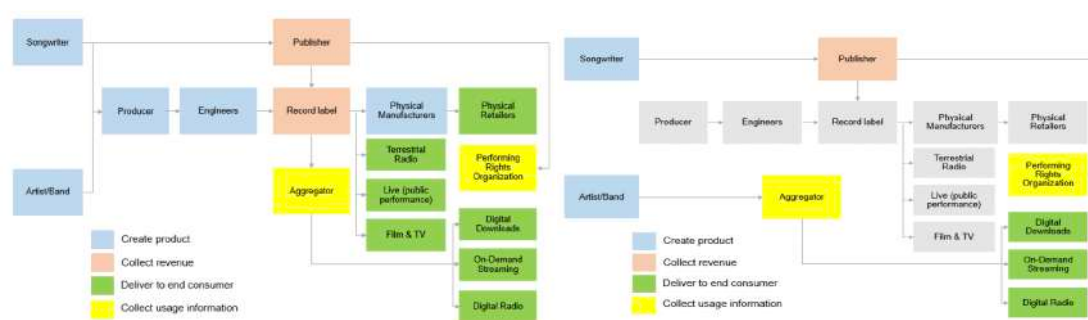 Songwriter
Publisher
Producer
Engineers
Record label
Physical
Manufacturers
Physical
Retailers
Terrestrial
Radio
Performing
Rights
Organization
Artist/Band
Aggregator
Live (public
performance)
Film & TV
Digital
Downloads
On-Demand
Streaming
Digital Radio
Create product
Collect revenue
Deliver to end consumer
Collect usage information
Songwriter
Publisher
Producer
Engineers
Record label
Physical
Manufacturers
Physical
Retailers
Terrestrial
Radio
Performing
Rights
Organization
Artist/Band
Aggregator
Live (public
performance)
Film & TV
Digital
Downloads
On-Demand
Streaming
Digital Radio
Create product
Collect revenue
Deliver to end consumer
Collect usage information